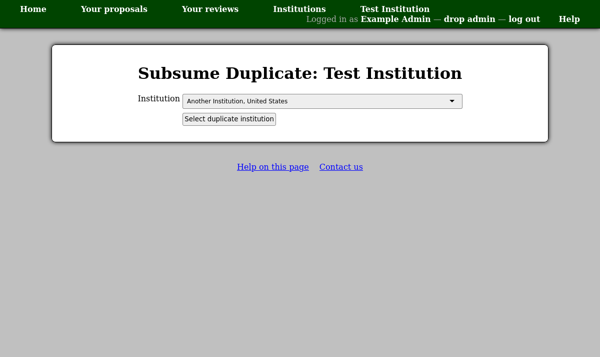 Home Your proposals Your reviews Institutions Test Institution
Logged in as Example Admin — drop admin — log out Help
Subsume Duplicate: Test Institution
Institution Another Institution, United States
Select duplicate institution
Help on this page Contact us